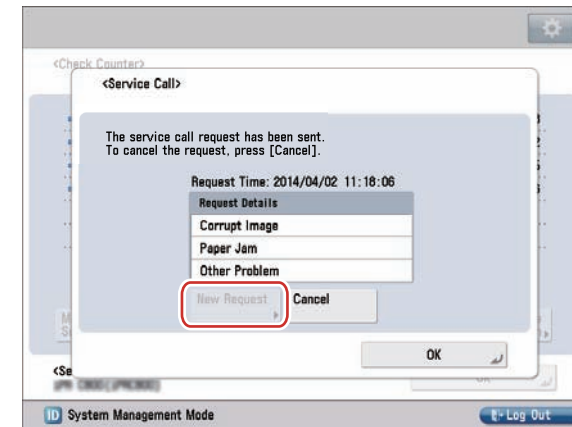 <Check Counter>
<Service Call>
The service call request has been sent.
To cancel the request, press [Cancel].
Request Time: 2014/04/02 11:18:06
Request Details
Corrupt Image
Paper Jam
Other Problem
New Request
Cancel
OK
<Se
ID System Management Mode
Log Out